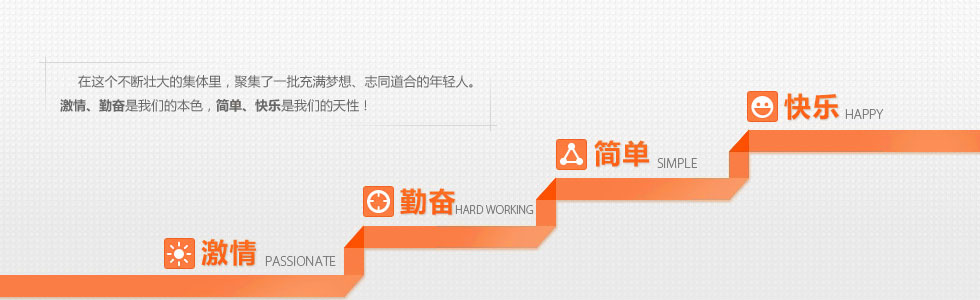 在这个不断壮大的集体里，聚集了一批充满梦想、志同道合的年轻人。
激情、勤奋是我们的本色，简单、快乐是我们的天性！
快乐 HAPPY
简单 SIMPLE
勤奋 HARD WORKING
激情 PASSIONATE